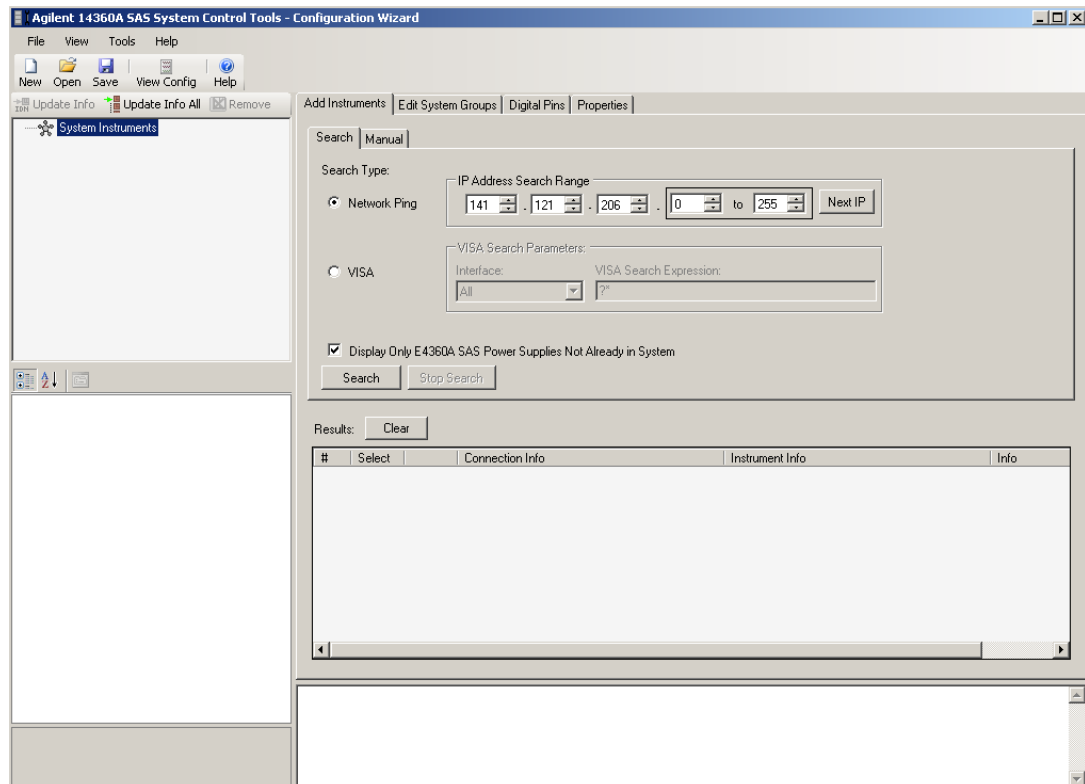 Agilent 14360A SAS System Control Tools - Configuration Wizard
File View Tools Help
New Open Save View Config Help
IDN Update Info Update Info All Remove
System Instruments
Add Instruments Edit System Groups Digital Pins Properties
Search Manual
Search Type:
IP Address Search Range
Network Ping 141 . 121 . 206 . 0 to 255 Next IP
VISA Search Parameters:
VISA Interface: VISA Search Expression:
All ?*
Display Only E4360A SAS Power Supplies Not Already in System
Search Stop Search
Results: Clear
# Select Connection Info Instrument Info Info